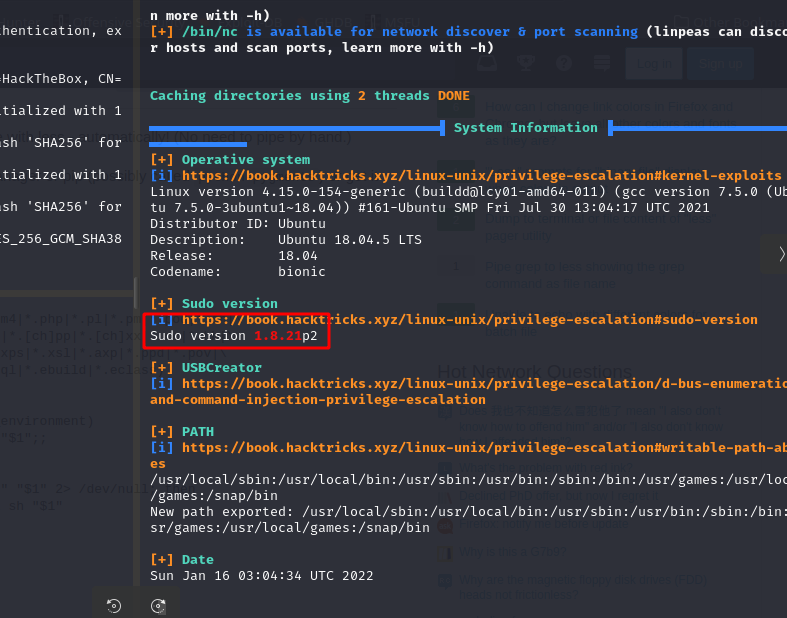 n more with -h)
[+] /bin/nc is available for network discover & port scanning (linpeas can disco
r hosts and scan ports, learn more with -h)
thentication, ex
=HackTheBox, CN=
itialized with 1
ash 'SHA256' for
itialized with 1
ash 'SHA256' for
ES_256_GCM_SHA38
Caching directories using 2 threads DONE
System Information
[+] Operative system
[i] https://book.hacktricks.xyz/linux-unix/privilege-escalation#kernel-exploits
Linux version 4.15.0-154-generic (buildd@lcy01-amd64-011) (gcc version 7.5.0 (Ub
tu 7.5.0-3ubuntu1~18.04)) #161-Ubuntu SMP Fri Jul 30 13:04:17 UTC 2021
Distributor ID: Ubuntu
Description: Ubuntu 18.04.5 LTS
Release: 18.04
Codename: bionic
[+] Sudo version
[i] https://book.hacktricks.xyz/linux-unix/privilege-escalation#sudo-version
Sudo version 1.8.21p2
[+] USBCreator
[i] https://book.hacktricks.xyz/linux-unix/privilege-escalation/d-bus-enumeratio
and-command-injection-privilege-escalation
[+] PATH
[i] https://book.hacktricks.xyz/linux-unix/privilege-escalation#writable-path-ab
es
/usr/local/sbin:/usr/local/bin:/usr/sbin:/usr/bin:/sbin:/bin:/usr/games:/usr/loc
/games:/snap/bin
New path exported: /usr/local/sbin:/usr/local/bin:/usr/sbin:/usr/bin:/sbin:/bin:
sr/games:/usr/local/games:/snap/bin
[+] Date
Sun Jan 16 03:04:34 UTC 2022
Hot Network Questions